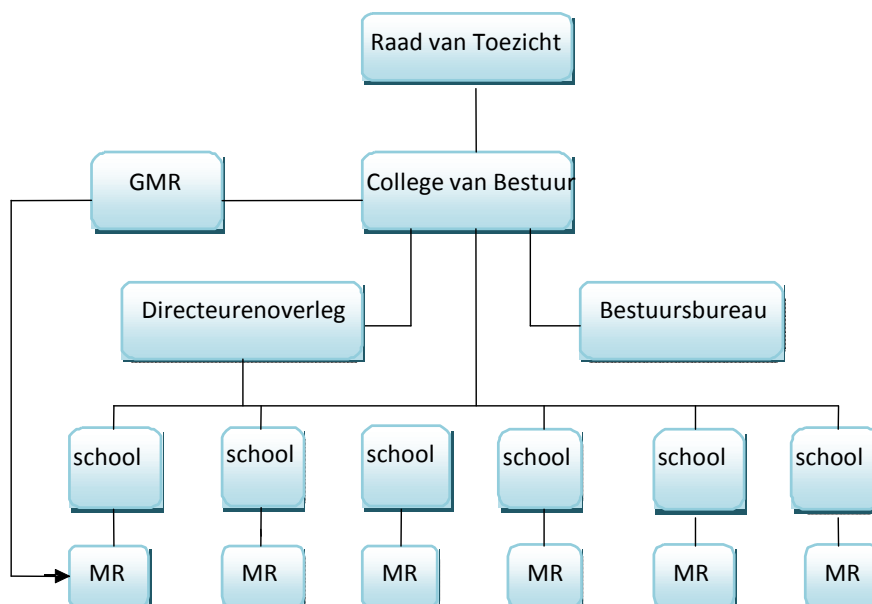 Raad van Toezicht
GMR
College van Bestuur
Directeurenoverleg
Bestuursbureau
school
school
school
school
school
school
MR
MR
MR
MR
MR
MR